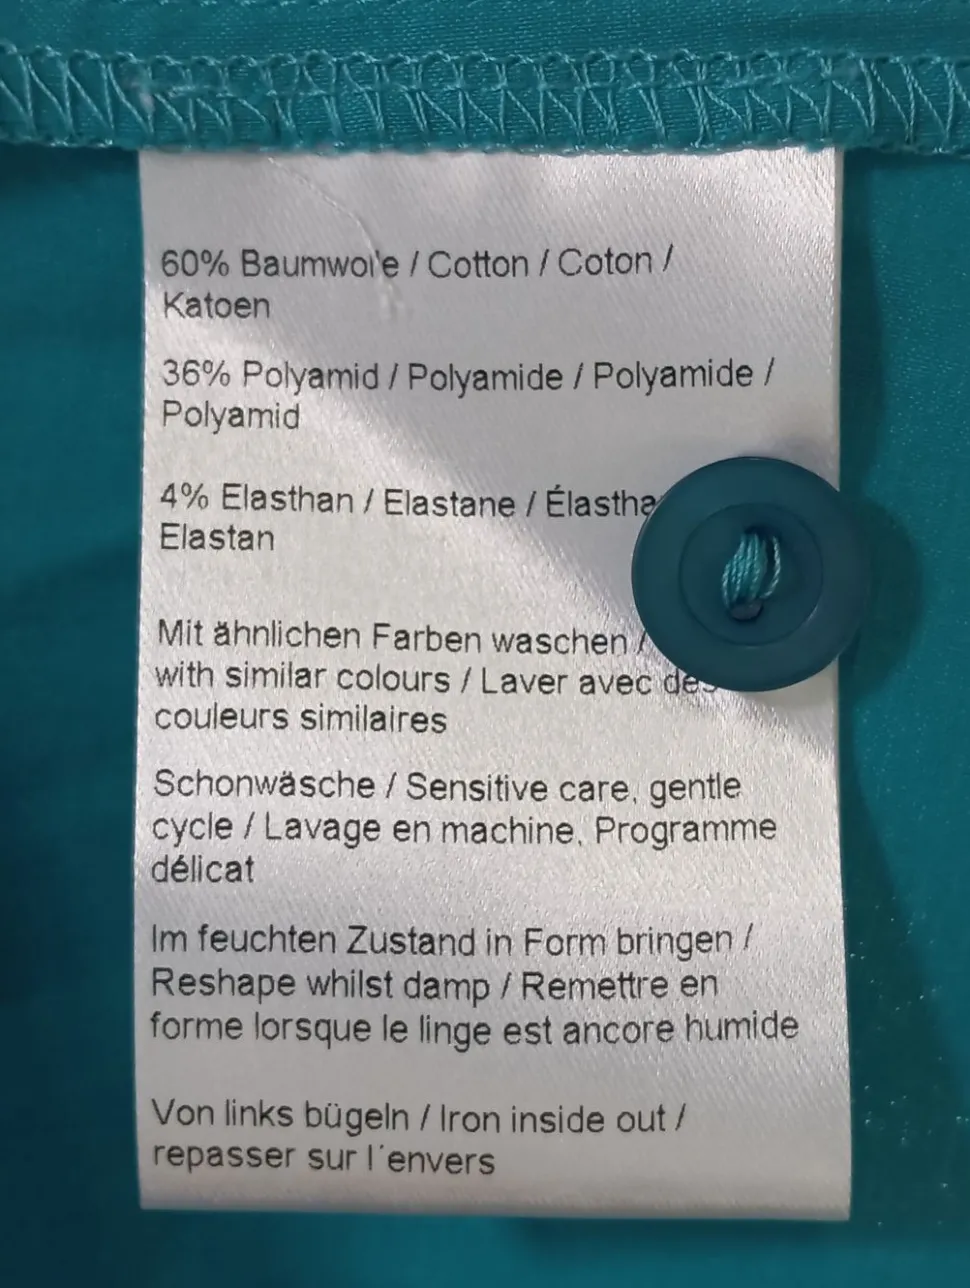 60% Baumwolle / Cotton / Coton /
Katoen
36% Polyamid / Polyamide / Polyamide /
Polyamid
4% Elasthan / Elastane /
Elastan
Mit ähnlichen Farben waschen /
with similar colours / Laver avec des
couleurs similaires
Schonwäsche / Sensitive care, gentle
cycle / Lavage en machine, Programme
délicat
Im feuchten Zustand in Form bringen /
Reshape whilst damp / Remettre en
forme lorsque le linge est ancore humide
Von links bügeln / Iron inside out /
repasser sur l´envers